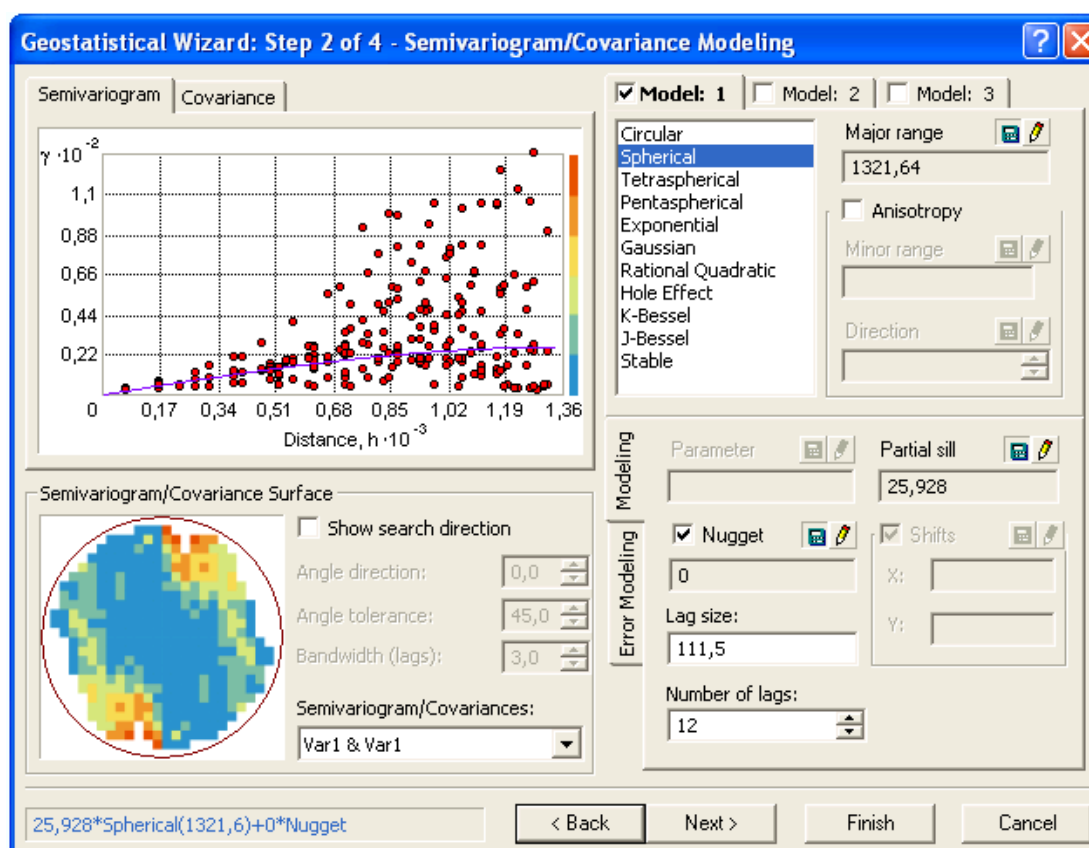 Geostatistical Wizard: Step 2 of 4 - Semivariogram/Covariance Modeling
Semivariogram
Covariance
γ ·10⁻²
1,1
0,88
0,66
0,44
0,22
0
0,17
0,34
0,51
0,68
0,85
1,02
1,19
1,36
Distance, h ·10⁻³
Model: 1
Model: 2
Model: 3
Circular
Spherical
Tetraspherical
Pentaspherical
Exponential
Gaussian
Rational Quadratic
Hole Effect
K-Bessel
J-Bessel
Stable
Major range
1321,64
Anisotropy
Minor range
Direction
Modeling
Error Modeling
Parameter
Partial sill
25,928
Nugget
0
Shifts
X:
Y:
Lag size:
111,5
Number of lags:
12
Semivariogram/Covariance Surface
Show search direction
Angle direction:
0,0
Angle tolerance:
45,0
Bandwidth (lags):
3,0
Semivariogram/Covariances:
Var1 & Var1
25,928*Spherical(1321,6)+0*Nugget
< Back
Next >
Finish
Cancel